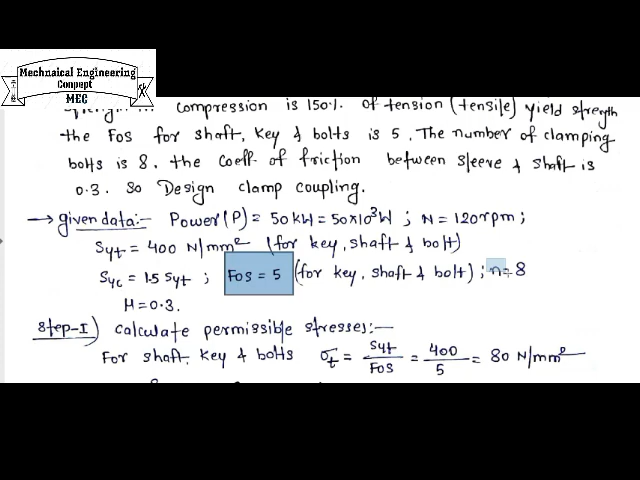 Mechnaical Engineering
Conpept
MEC
compression is 150%. of tension (tensile) yield strength
the FOS for shaft, key & bolts is 5. The number of clamping
bolts is 8. the coeff. of friction between sleeve & shaft is
0.3. So Design clamp coupling.
→ given data:- Power (P) = 50 kW = 50×10³W ; N = 120 rpm ;
Syt = 400 N/mm² (for key, shaft & bolt)
Syc = 1.5 Syt ; FOS = 5 (for key, shaft & bolt) ; n = 8
μ = 0.3.
Step-I) Calculate permissible stresses:-
For shaft, key & bolts σt = Syt/FOS = 400/5 = 80 N/mm²